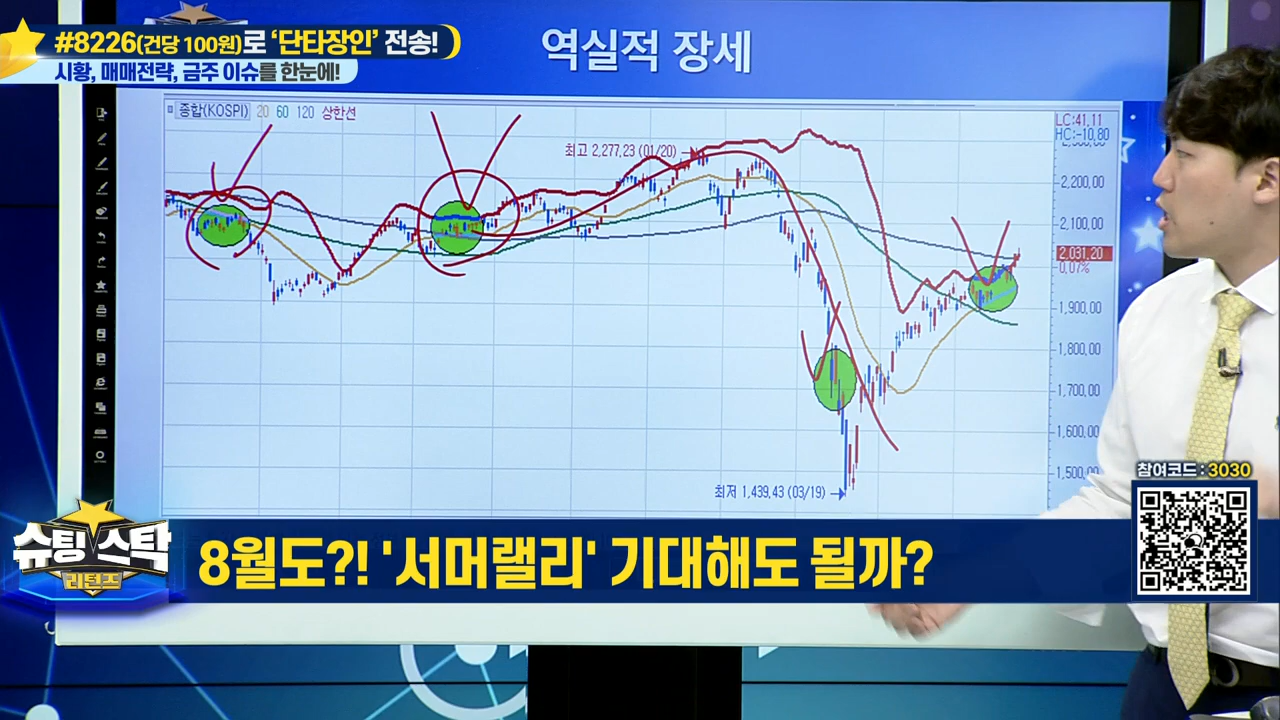 #8226(건당 100원)로 '단타장인' 전송!
시황, 매매전략, 금주 이슈를 한눈에!
역실적 장세
종합(KOSPI) 20 60 120 상한선
LC:41,11
HC:-10,80
최고 2,277,23 (01/20)
2,200,00
2,100,00
2,031,20
0,07%
1,900,00
1,800,00
1,700,00
1,600,00
1,500,00
최저 1,439,43 (03/19)
참여코드 : 3030
슈팅스탁
리턴즈
8월도?! '서머랠리' 기대해도 될까?